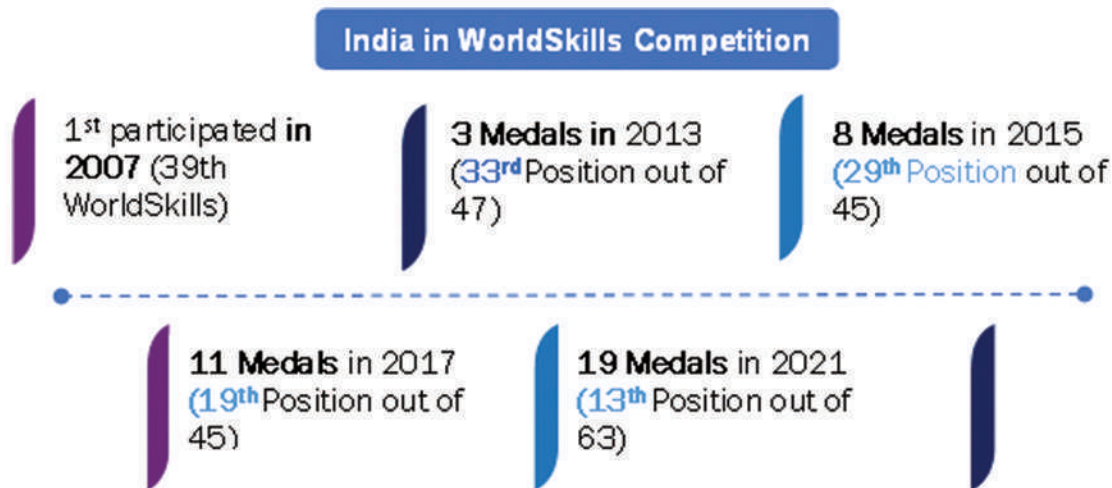 India in WorldSkills Competition
1st participated in
2007 (39th
WorldSkills)
3 Medals in 2013
(33rd Position out of
47)
8 Medals in 2015
(29th Position out of
45)
11 Medals in 2017
(19th Position out of
45)
19 Medals in 2021
(13th Position out of
63)